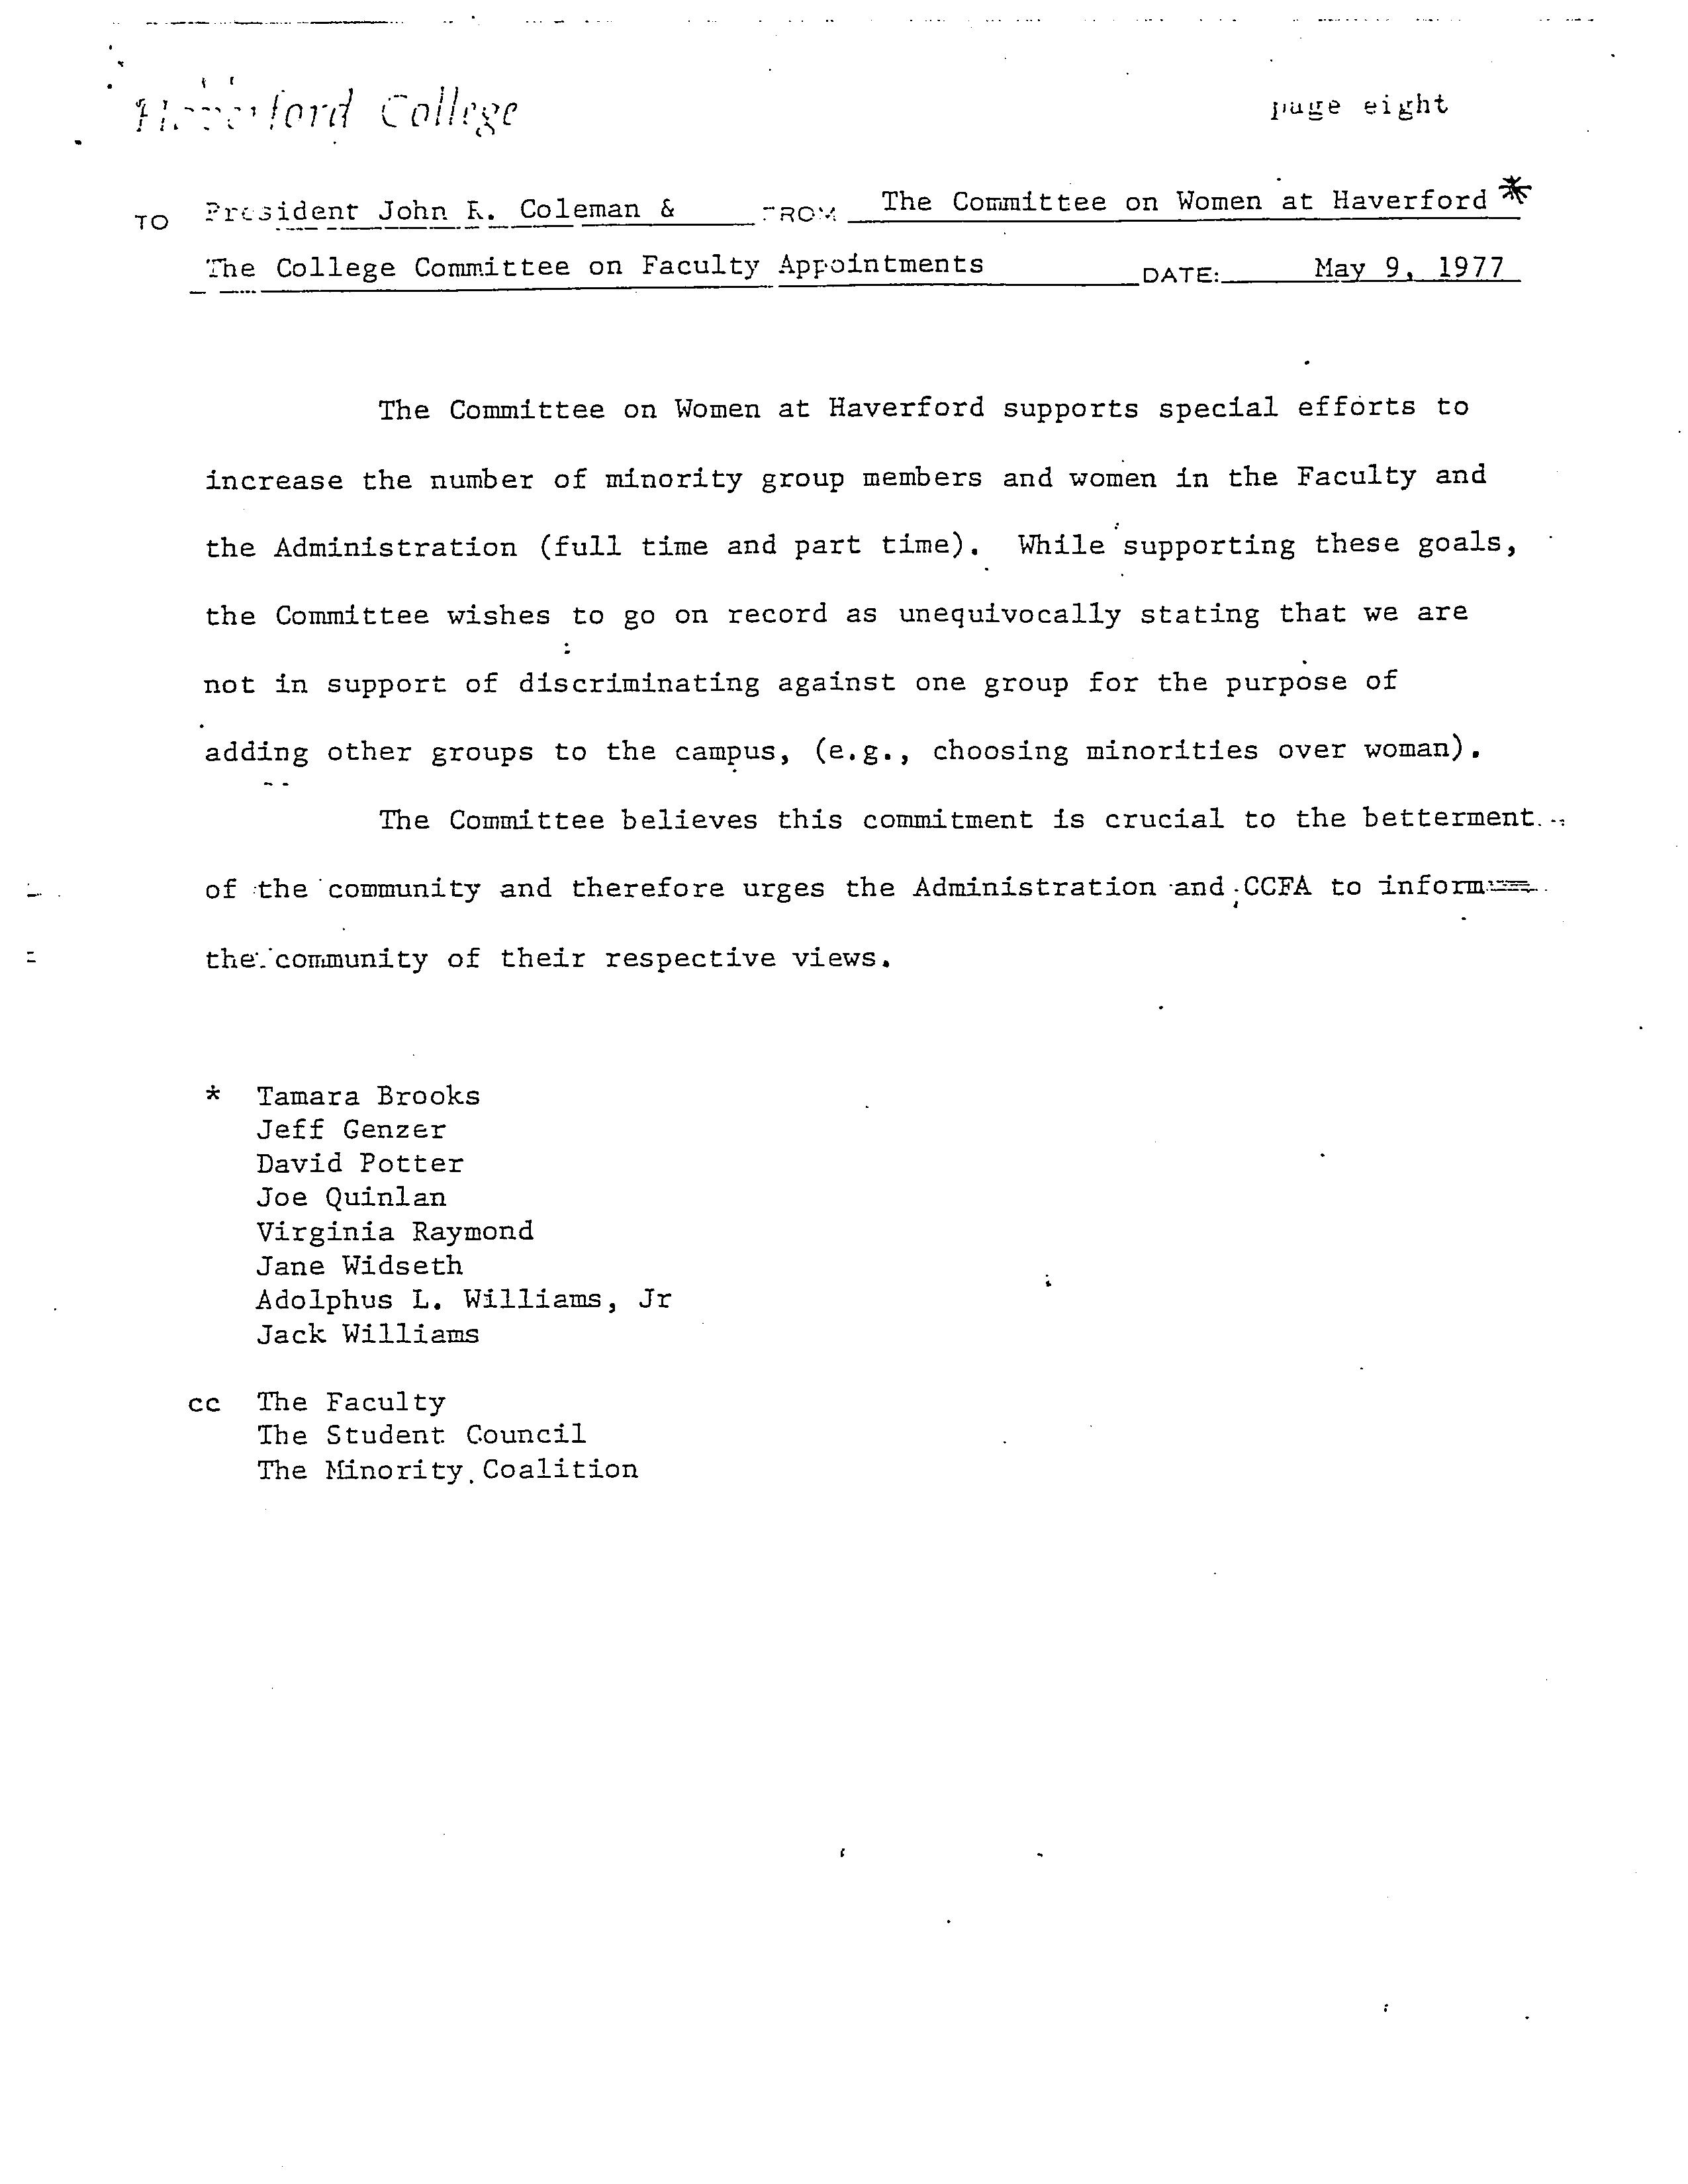 Haverford College
page eight
TO President John R. Coleman & FROM The Committee on Women at Haverford *
The College Committee on Faculty Appointments DATE: May 9, 1977
The Committee on Women at Haverford supports special efforts to
increase the number of minority group members and women in the Faculty and
the Administration (full time and part time). While supporting these goals,
the Committee wishes to go on record as unequivocally stating that we are
not in support of discriminating against one group for the purpose of
adding other groups to the campus, (e.g., choosing minorities over woman).
The Committee believes this commitment is crucial to the betterment
of the community and therefore urges the Administration and CCFA to inform
the community of their respective views.
* Tamara Brooks
Jeff Genzer
David Potter
Joe Quinlan
Virginia Raymond
Jane Widseth
Adolphus L. Williams, Jr
Jack Williams
cc The Faculty
The Student Council
The Minority Coalition